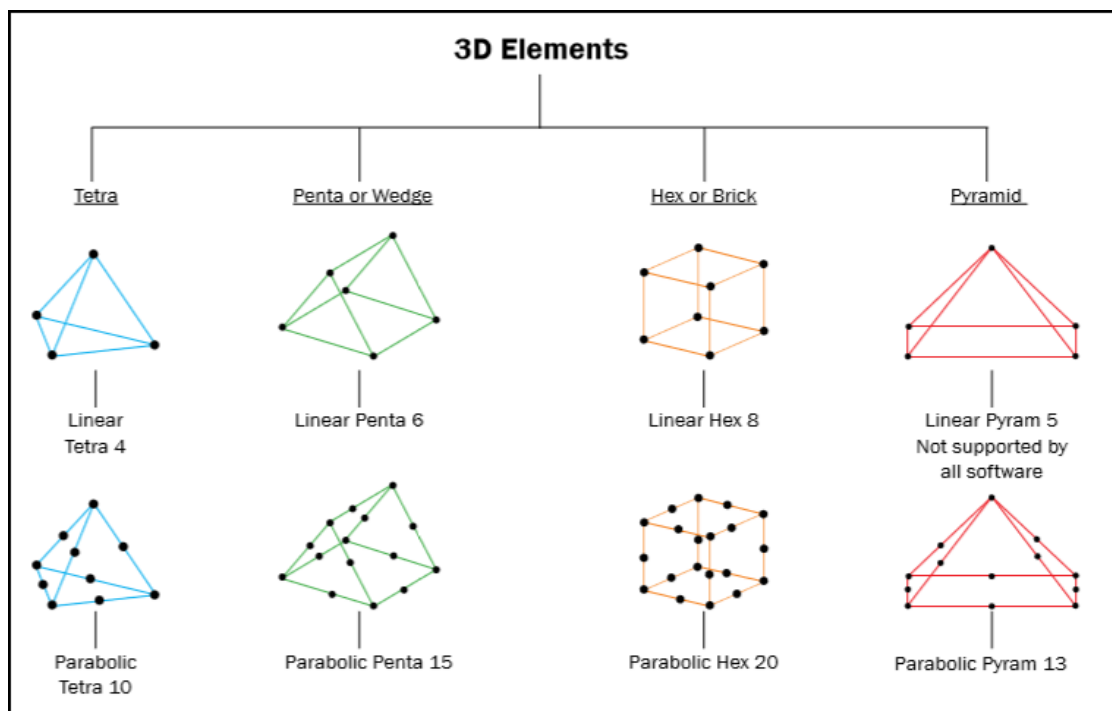 3D Elements
Tetra
Penta or Wedge
Hex or Brick
Pyramid
Linear
Tetra 4
Linear Penta 6
Linear Hex 8
Linear Pyram 5
Not supported by
all software
Parabolic
Tetra 10
Parabolic Penta 15
Parabolic Hex 20
Parabolic Pyram 13